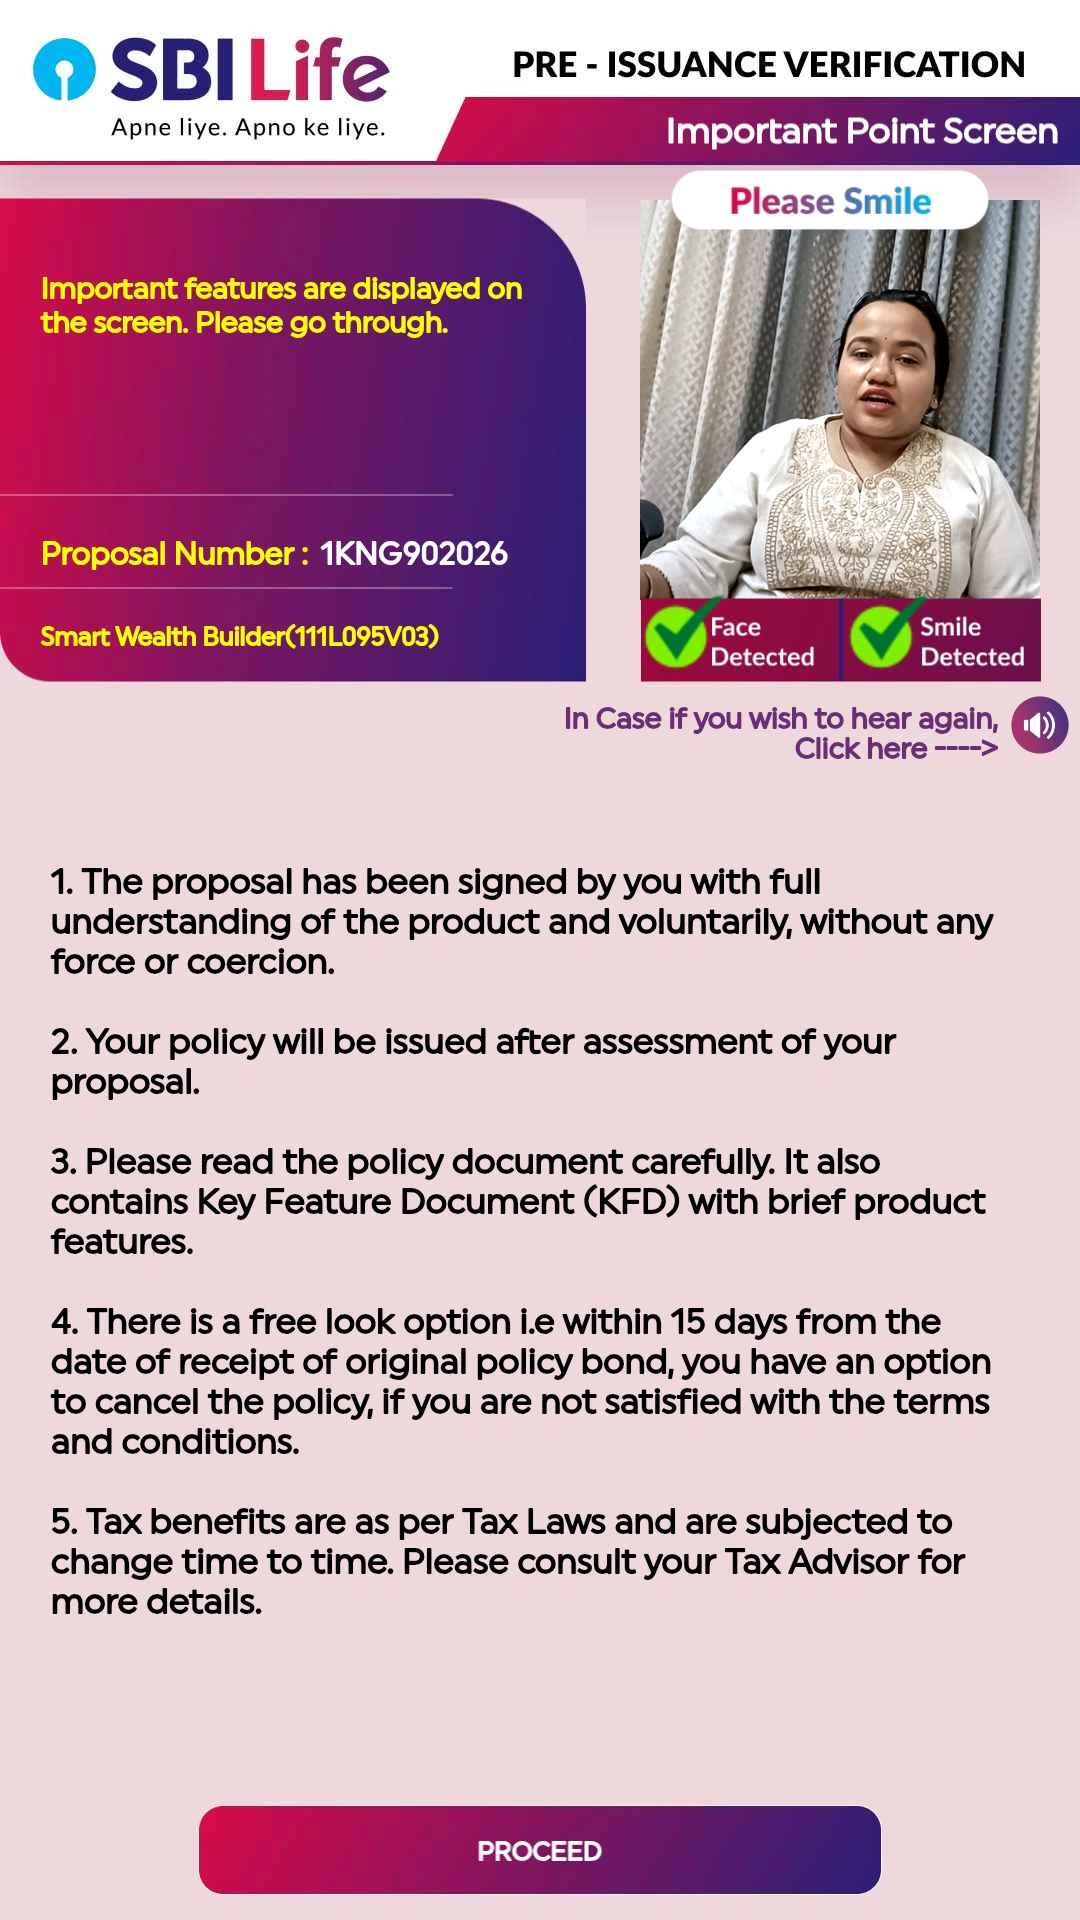 SBI Life
Apne liye. Apno ke liye.
PRE - ISSUANCE VERIFICATION
Important Point Screen
Please Smile
Important features are displayed on
the screen. Please go through.
Proposal Number : 1KNG902026
Smart Wealth Builder(111L095V03)
Face
Detected
Smile
Detected
In Case if you wish to hear again,
Click here ---->
1. The proposal has been signed by you with full
understanding of the product and voluntarily, without any
force or coercion.
2. Your policy will be issued after assessment of your
proposal.
3. Please read the policy document carefully. It also
contains Key Feature Document (KFD) with brief product
features.
4. There is a free look option i.e within 15 days from the
date of receipt of original policy bond, you have an option
to cancel the policy, if you are not satisfied with the terms
and conditions.
5. Tax benefits are as per Tax Laws and are subjected to
change time to time. Please consult your Tax Advisor for
more details.
PROCEED